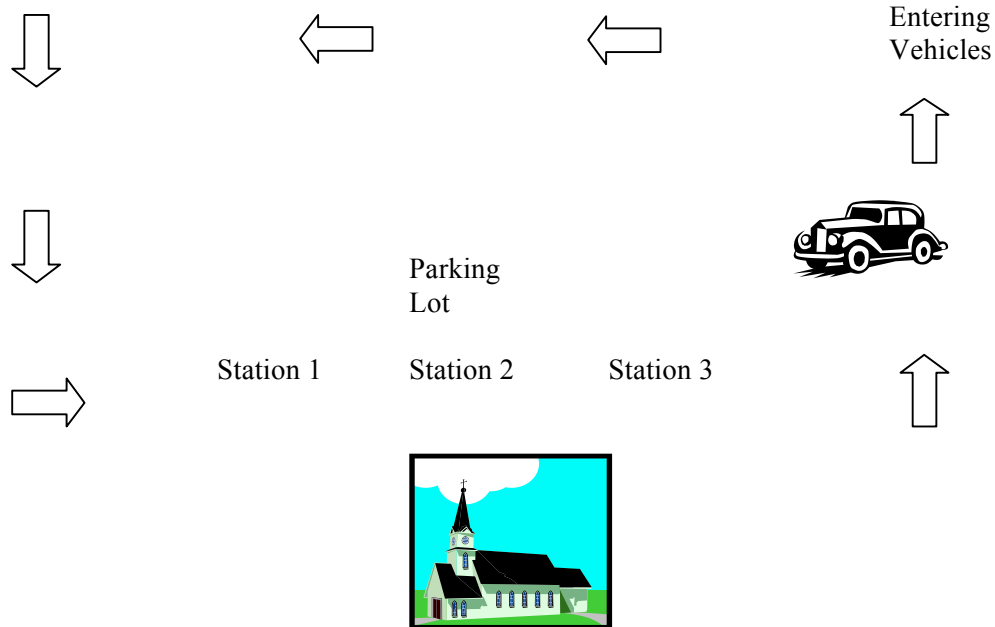 Entering
Vehicles
Parking
Lot
Station 1
Station 2
Station 3